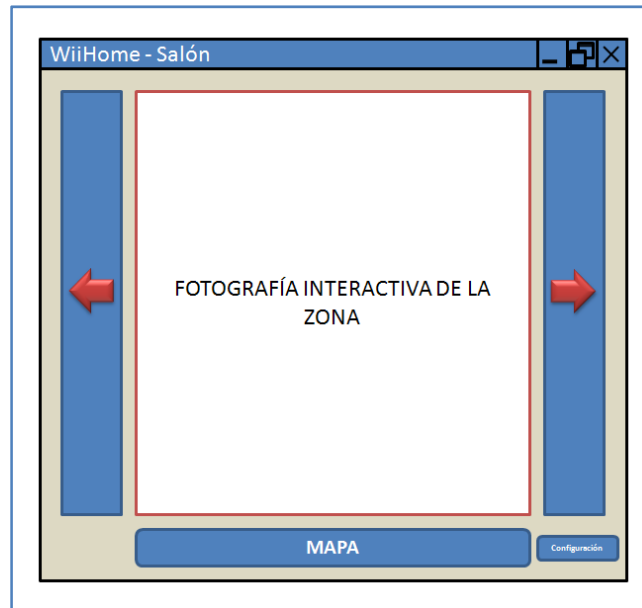 WiiHome - Salón
FOTOGRAFÍA INTERACTIVA DE LA
ZONA
MAPA
Configuración